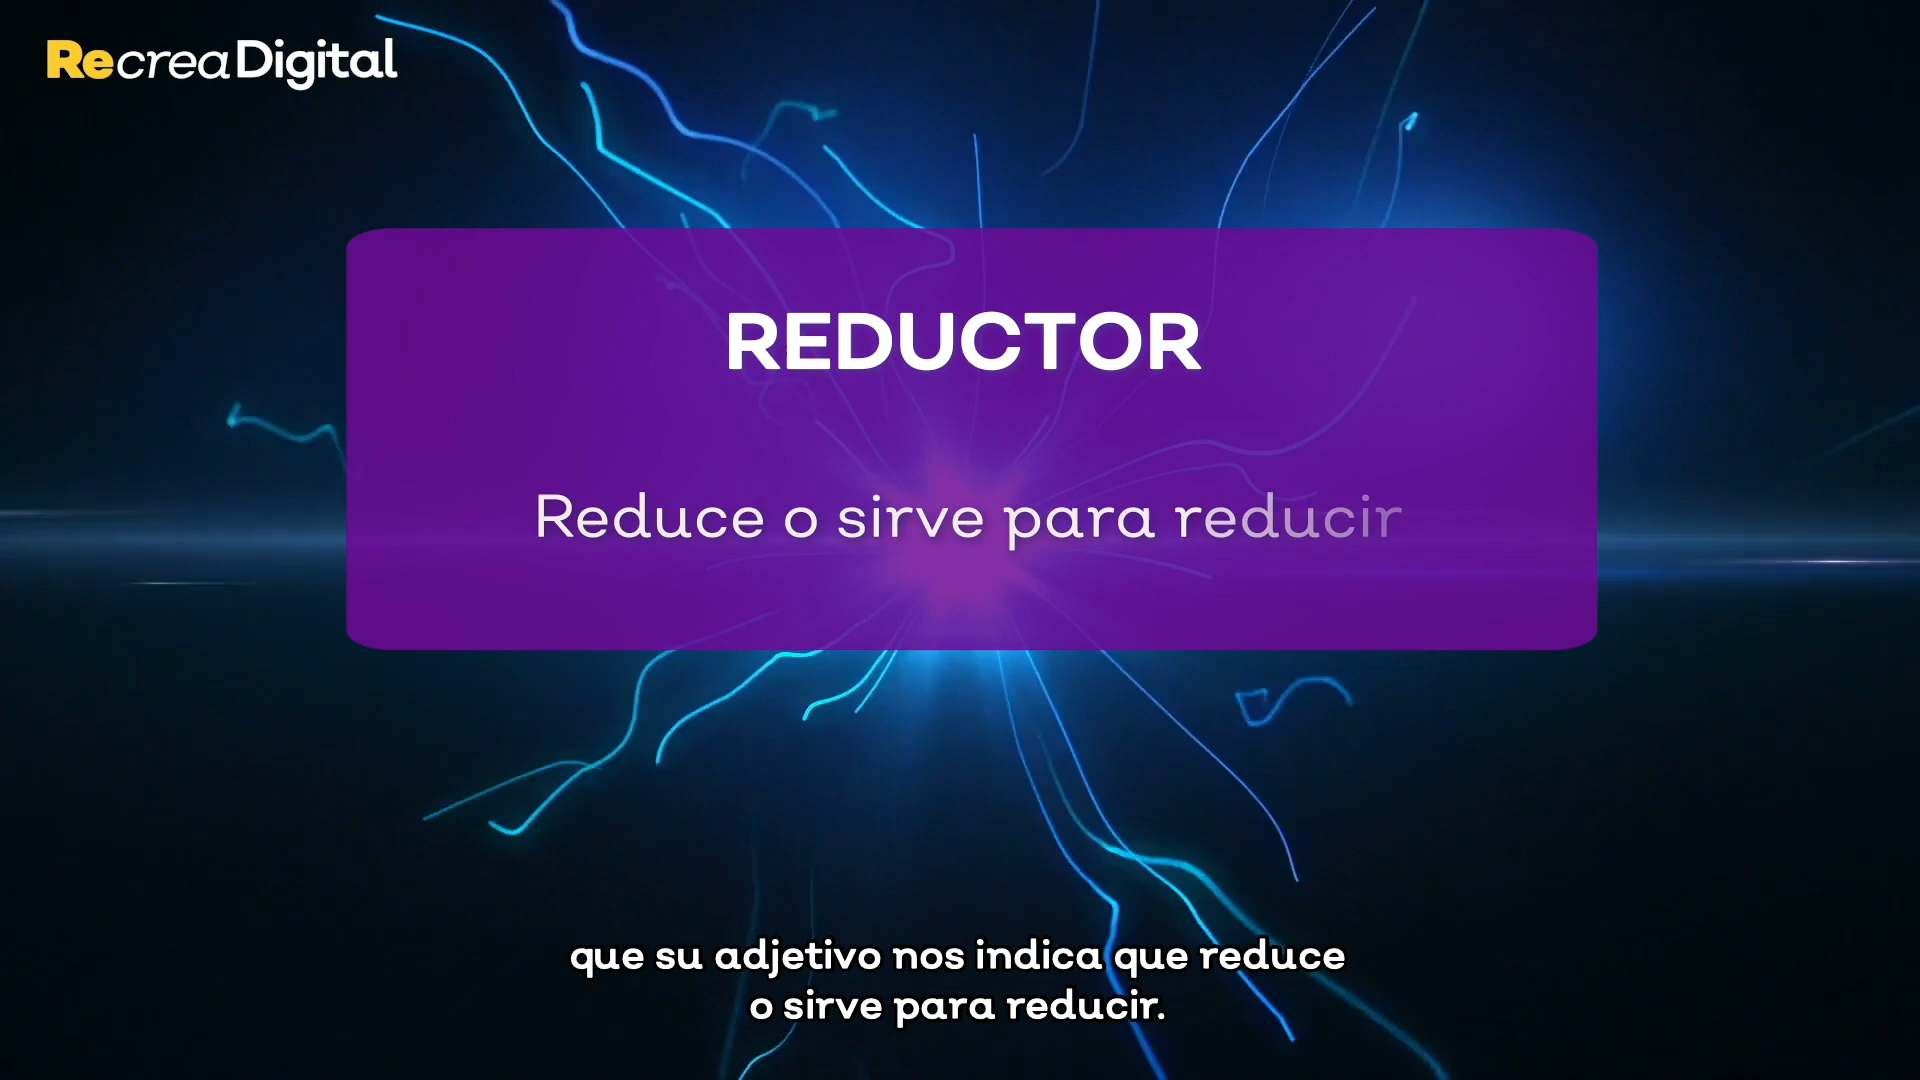 RecreaDigital
REDUCTOR
Reduce o sirve para reducir
que su adjetivo nos indica que reduce
o sirve para reducir.